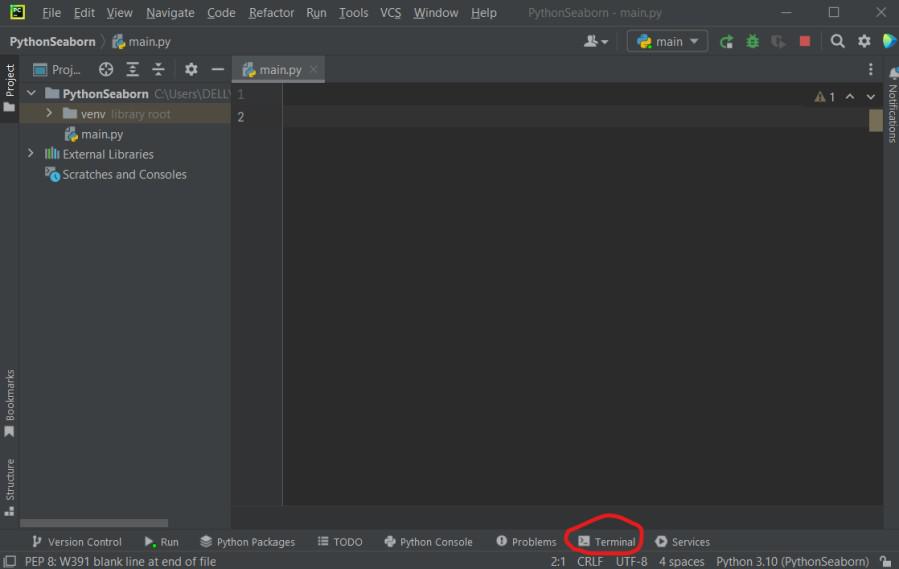 PC File Edit View Navigate Code Refactor Run Tools VCS Window Help PythonSeaborn - main.py
PythonSeaborn main.py main
Proj... main.py
Project
PythonSeaborn C:\Users\DELL\ 1
1
venv library root 2
main.py
External Libraries
Scratches and Consoles
Notifications
Bookmarks
Structure
Version Control Run Python Packages TODO Python Console Problems Terminal Services
PEP 8: W391 blank line at end of file 2:1 CRLF UTF-8 4 spaces Python 3.10 (PythonSeaborn)